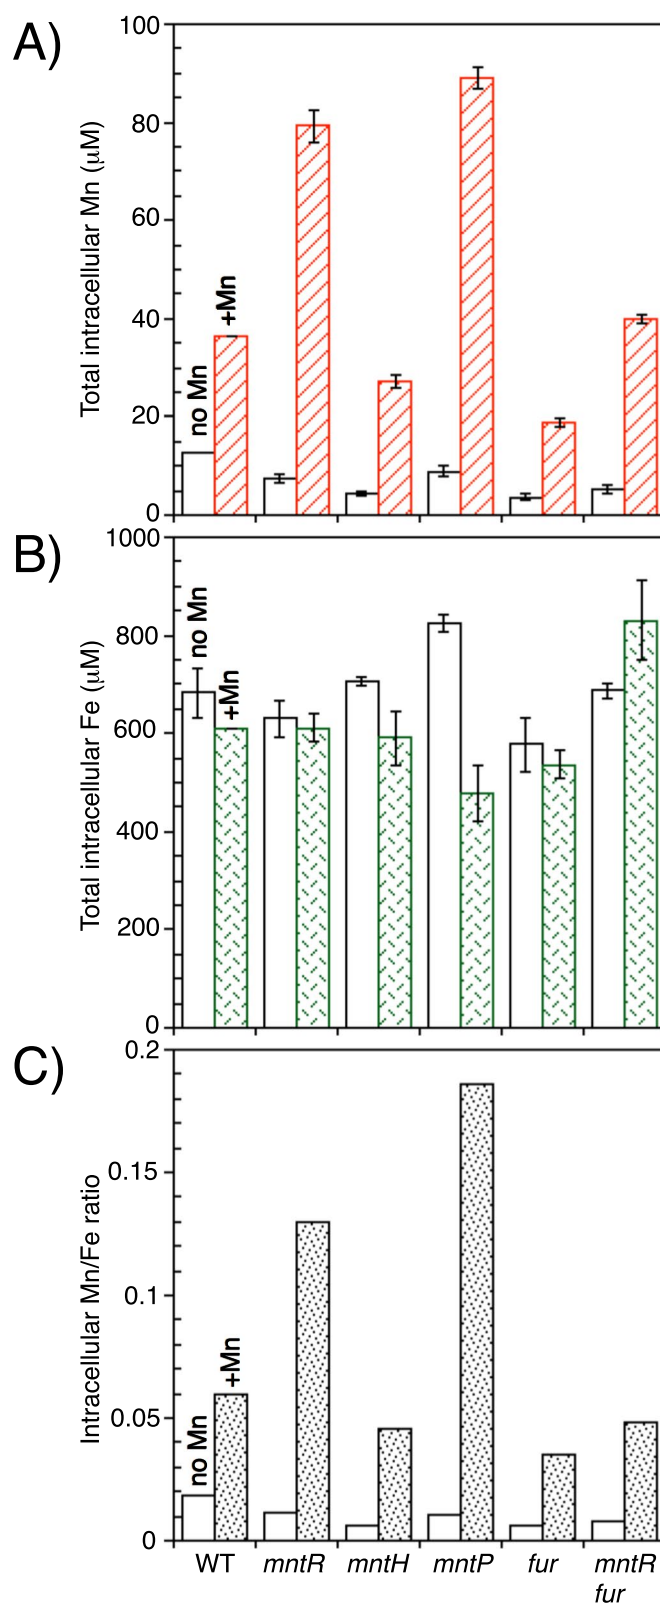 A)
Total intracellular Mn (µM)
100
80
60
40
20
0
no Mn
+Mn
B)
Total intracellular Fe (µM)
1000
800
600
400
200
0
no Mn
+Mn
C)
Intracellular Mn/Fe ratio
0.2
0.15
0.1
0.05
0
no Mn
+Mn
WT mntR mntH mntP fur mntR
fur